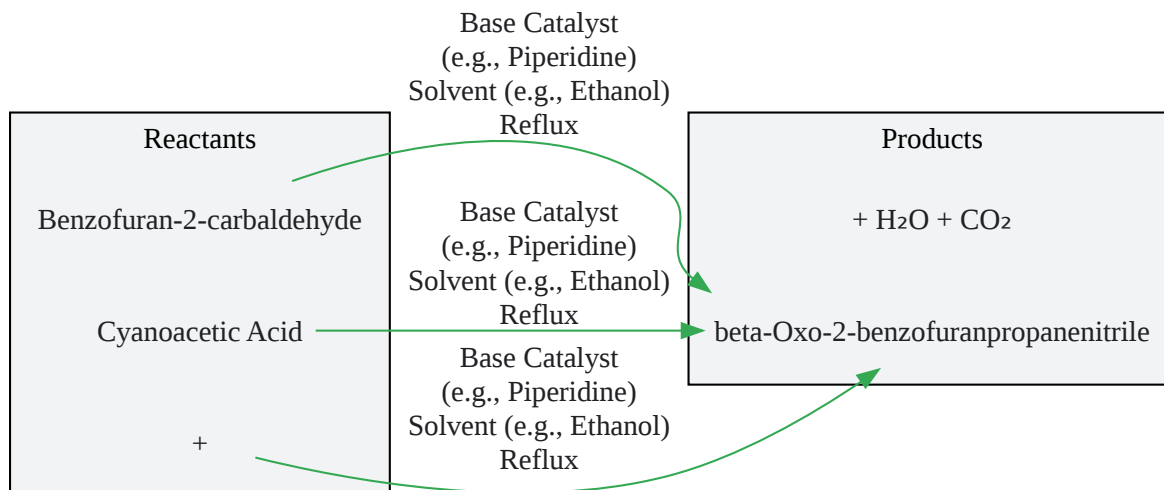 Base Catalyst
(e.g., Piperidine)
Solvent (e.g., Ethanol)
Reflux
Reactants
Benzofuran-2-carbaldehyde
Cyanoacetic Acid
+
Base Catalyst
(e.g., Piperidine)
Solvent (e.g., Ethanol)
Reflux
Base Catalyst
(e.g., Piperidine)
Solvent (e.g., Ethanol)
Reflux
Products
+ H₂O + CO₂
beta-Oxo-2-benzofuranpropanenitrile